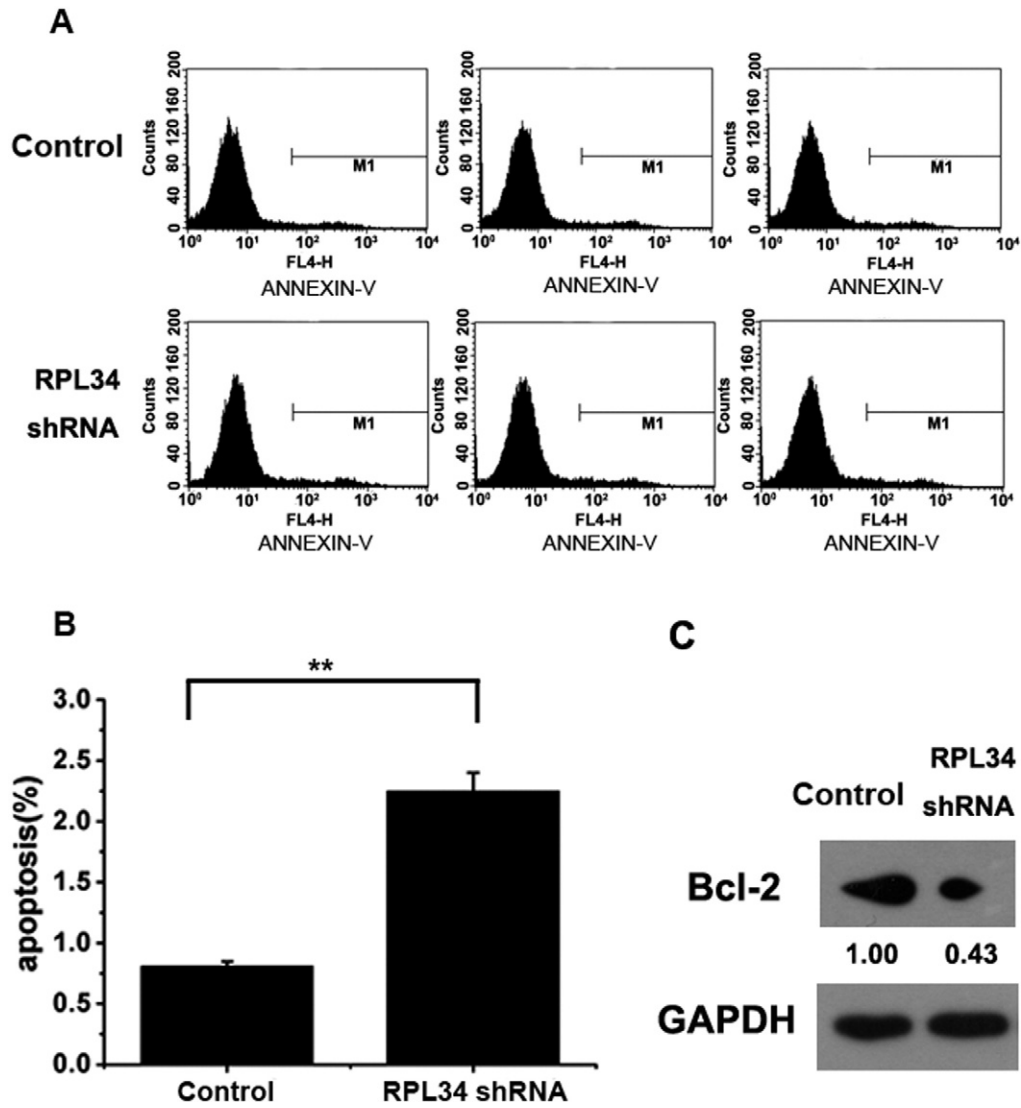 A
Control
200
160
120
80
40
0
Counts
M1
10⁰ 10¹ 10² 10³ 10⁴
FL4-H
ANNEXIN-V
200
160
120
80
40
0
Counts
M1
10⁰ 10¹ 10² 10³ 10⁴
FL4-H
ANNEXIN-V
200
160
120
80
40
0
Counts
M1
10⁰ 10¹ 10² 10³ 10⁴
FL4-H
ANNEXIN-V
RPL34
shRNA
200
160
120
80
40
0
Counts
M1
10⁰ 10¹ 10² 10³ 10⁴
FL4-H
ANNEXIN-V
200
160
120
80
40
0
Counts
M1
10⁰ 10¹ 10² 10³ 10⁴
FL4-H
ANNEXIN-V
200
160
120
80
40
0
Counts
M1
10⁰ 10¹ 10² 10³ 10⁴
FL4-H
ANNEXIN-V
B
**
3.0
2.5
2.0
1.5
1.0
0.5
0.0
apoptosis(%)
Control RPL34 shRNA
C
Control
RPL34
shRNA
Bcl-2
1.00 0.43
GAPDH